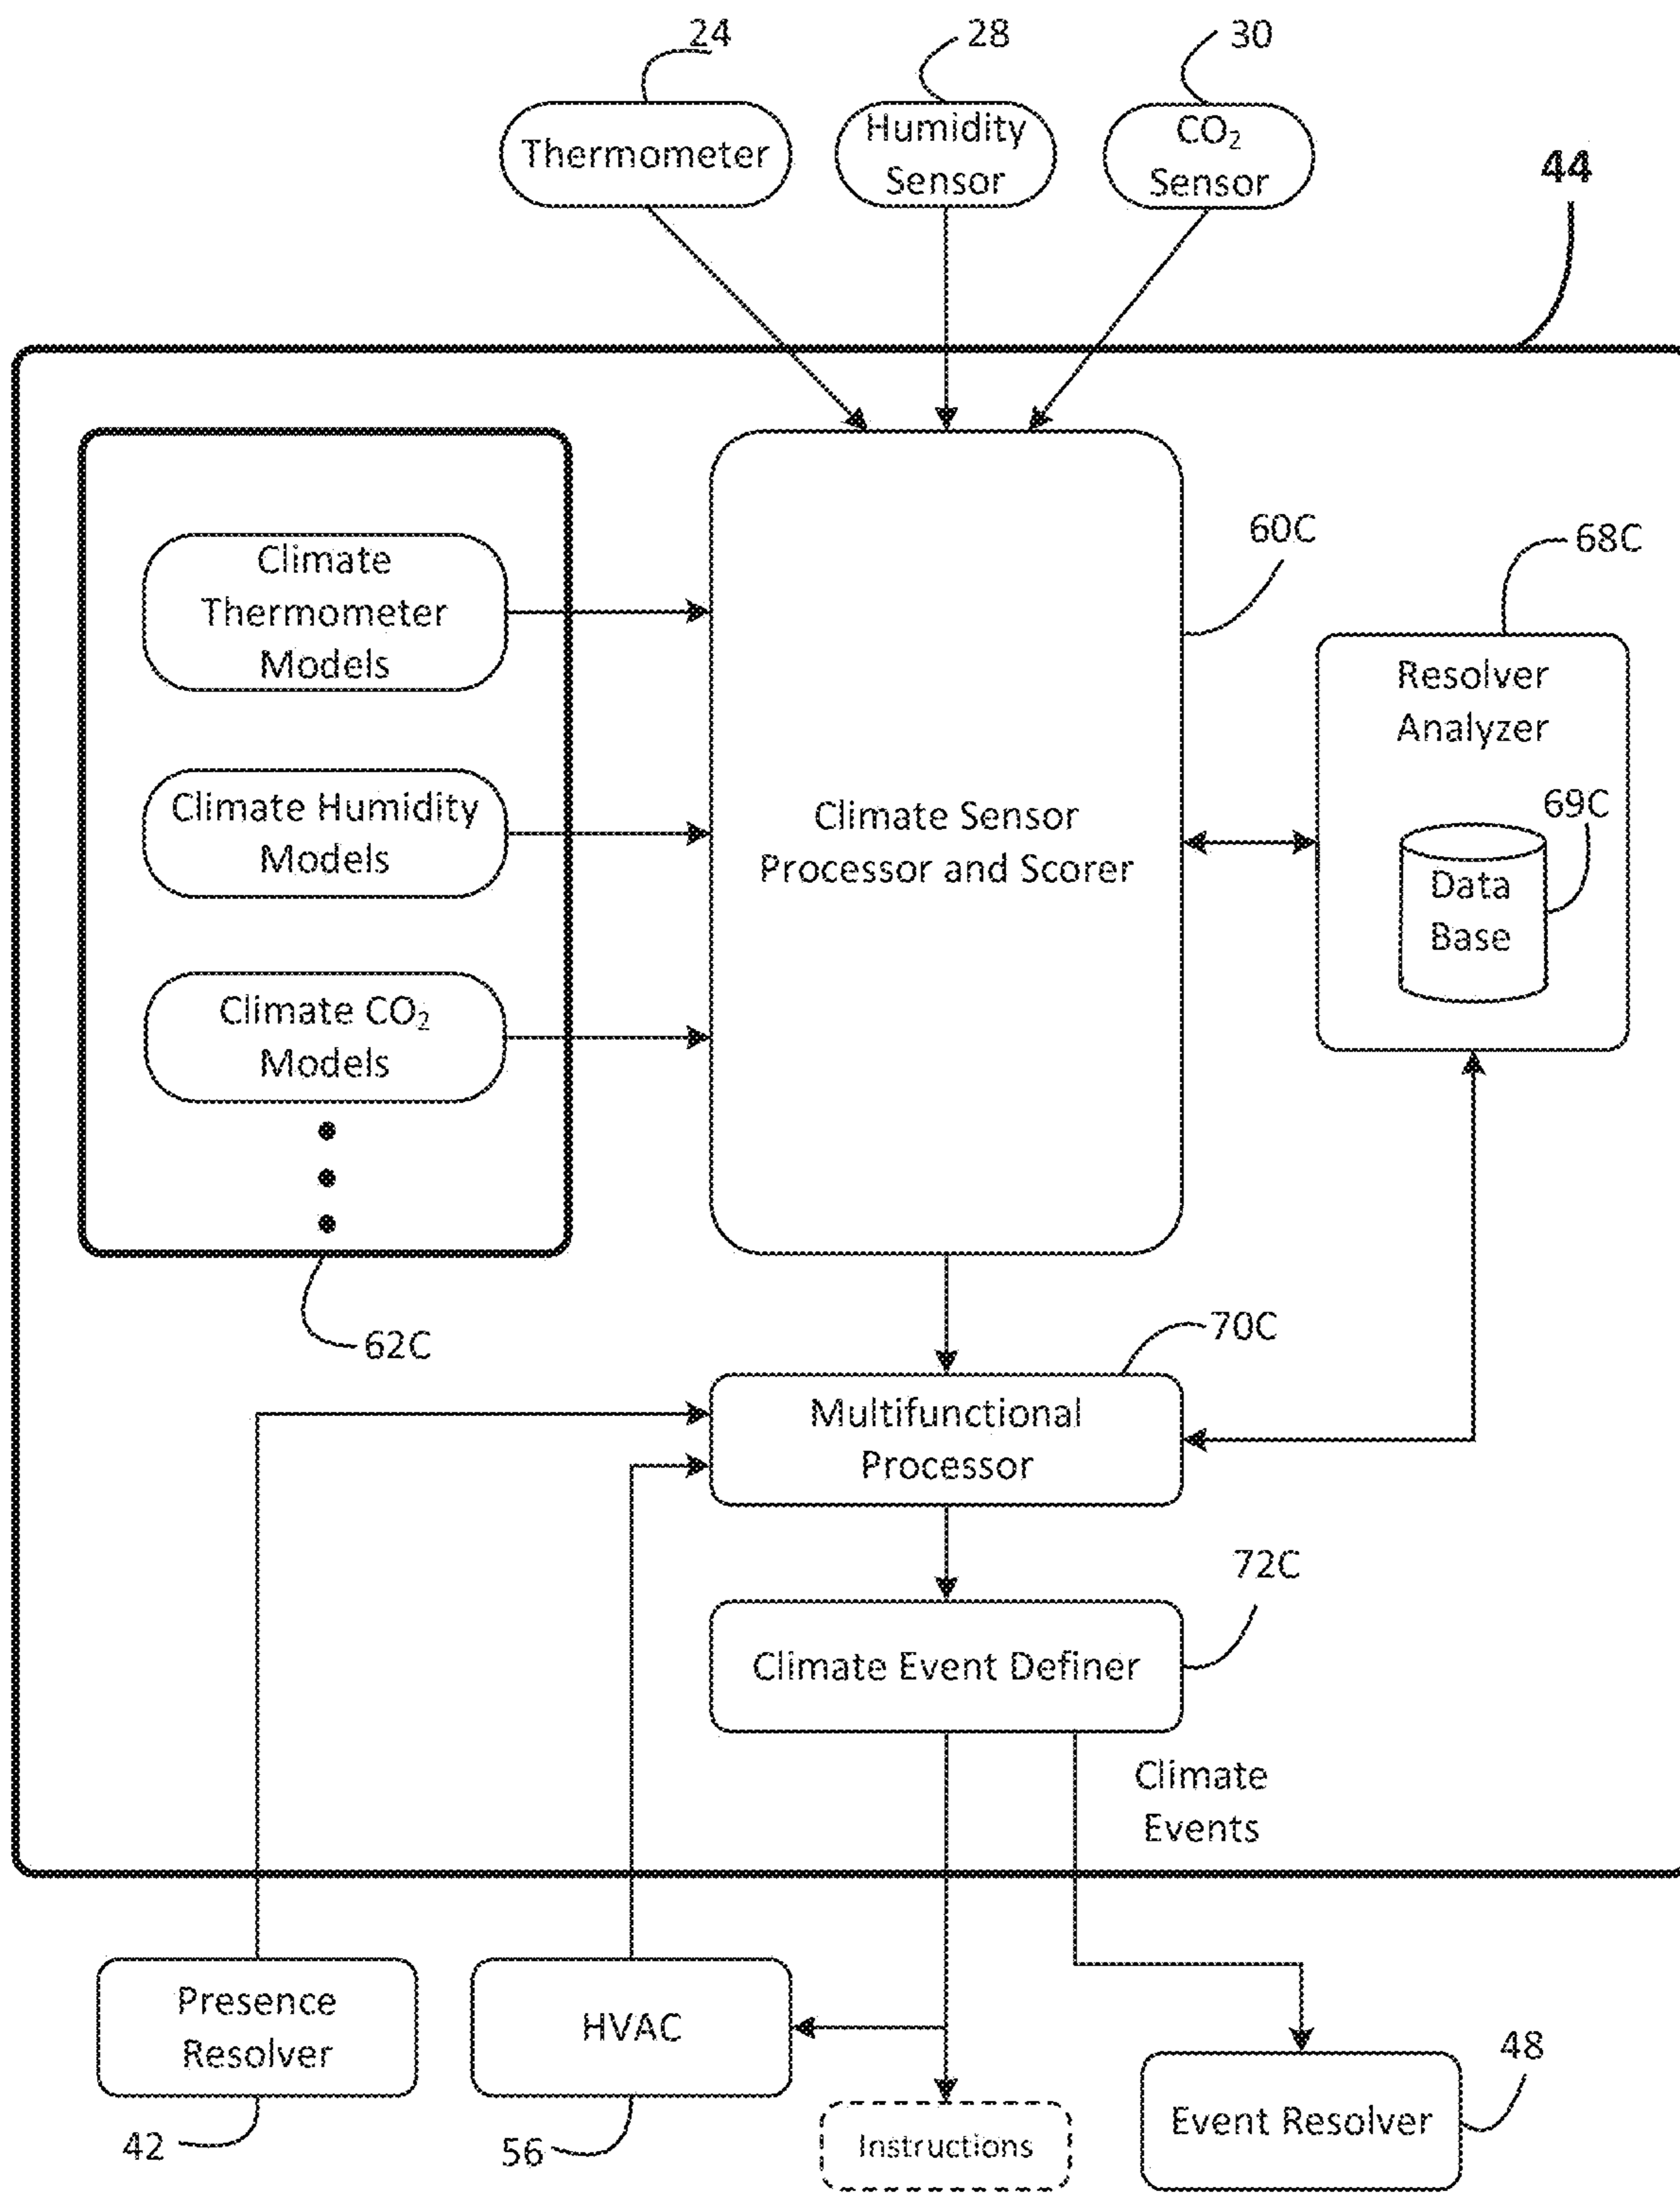 24
28
30
Thermometer
Humidity
Sensor
CO₂
Sensor
44
Climate
Thermometer
Models
Climate Humidity
Models
Climate CO₂
Models
62C
Climate Sensor
Processor and Scorer
60C
68C
Resolver
Analyzer
69C
Data
Base
70C
Multifunctional
Processor
72C
Climate Event Definer
Climate
Events
Presence
Resolver
42
HVAC
56
Instructions
Event Resolver
48